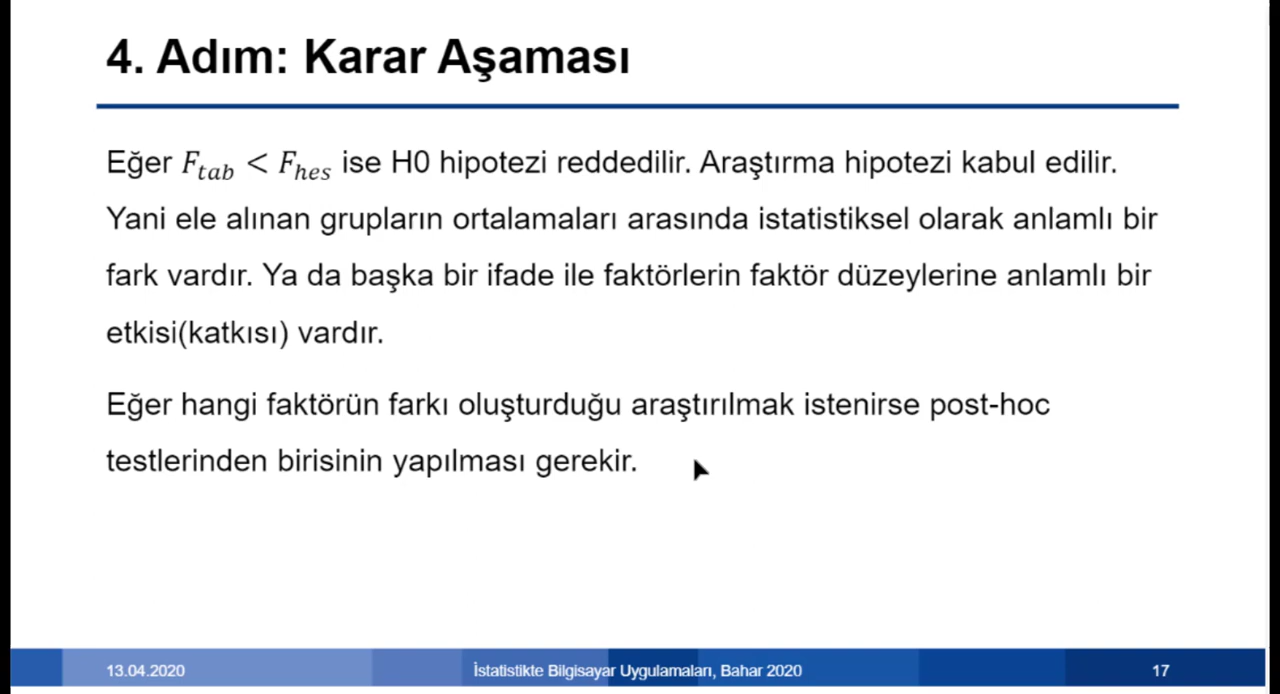 4. Adım: Karar Aşaması
Eğer F_tab < F_hes ise H0 hipotezi reddedilir. Araştırma hipotezi kabul edilir.
Yani ele alınan grupların ortalamaları arasında istatistiksel olarak anlamlı bir
fark vardır. Ya da başka bir ifade ile faktörlerin faktör düzeylerine anlamlı bir
etkisi(katkısı) vardır.
Eğer hangi faktörün farkı oluşturduğu araştırılmak istenirse post-hoc
testlerinden birisinin yapılması gerekir.
13.04.2020
İstatistikte Bilgisayar Uygulamaları, Bahar 2020
17